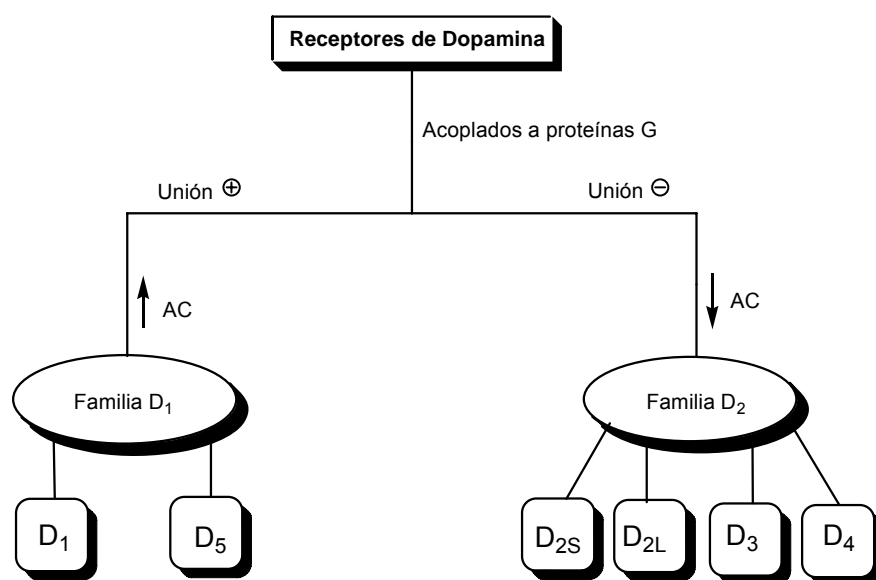 Receptores de Dopamina
Acoplados a proteínas G
Unión ⊕
Unión ⊖
AC
AC
Familia D₁
Familia D₂
D₁
D₅
D₂S
D₂L
D₃
D₄